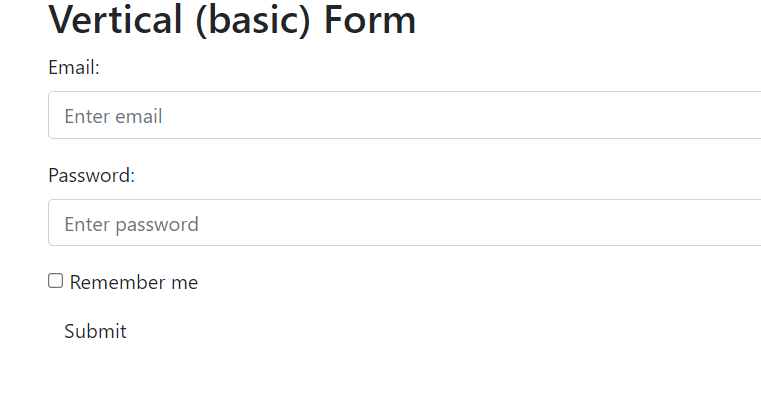 Vertical (basic) Form
Email:
Enter email
Password:
Enter password
Remember me
Submit